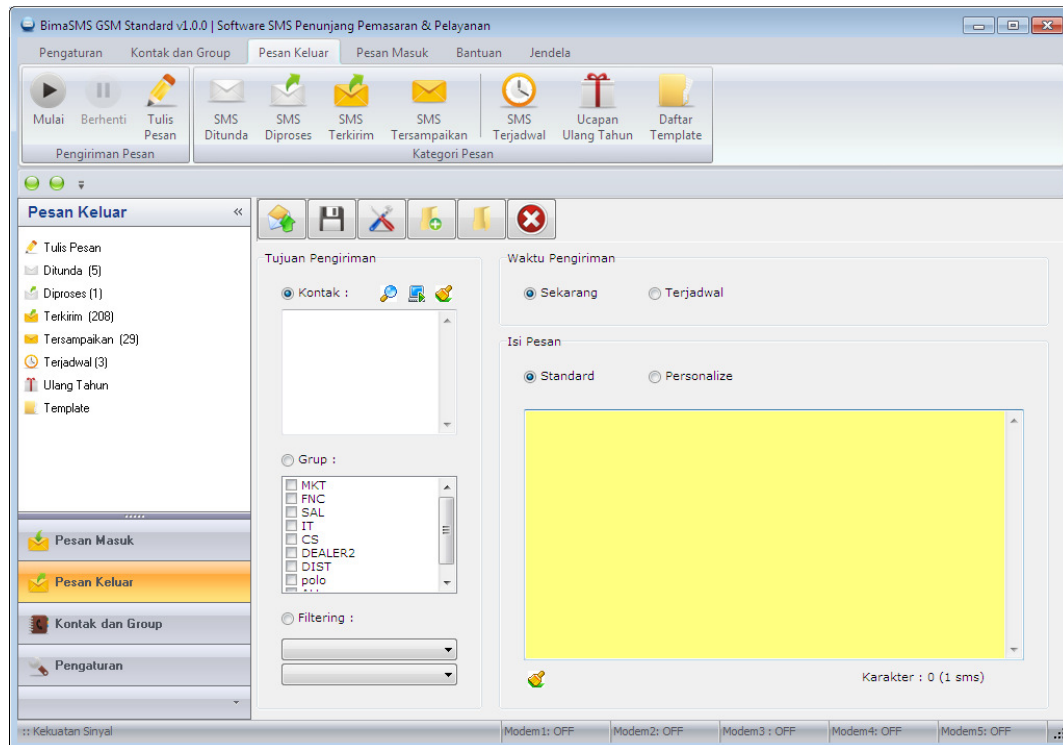 BimaSMS GSM Standard v1.0.0 | Software SMS Penunjang Pemasaran & Pelayanan
Pengaturan Kontak dan Group Pesan Keluar Pesan Masuk Bantuan Jendela
Mulai Berhenti Tulis Pesan SMS Ditunda SMS Diproses SMS Terkirim SMS Tersampaikan SMS Terjadwal Ucapan Ulang Tahun Daftar Template
Pengiriman Pesan Kategori Pesan
Pesan Keluar «
Tulis Pesan
Ditunda (5)
Diproses (1)
Terkirim (208)
Tersampaikan (29)
Terjadwal (3)
Ulang Tahun
Template
Pesan Masuk
Pesan Keluar
Kontak dan Group
Pengaturan
Tujuan Pengiriman
Kontak :
Grup :
MKT
FNC
SAL
IT
CS
DEALER2
DIST
polo
Filtering :
Waktu Pengiriman
Sekarang Terjadwal
Isi Pesan
Standard Personalize
Karakter : 0 (1 sms)
:: Kekuatan Sinyal Modem1: OFF Modem2: OFF Modem3 : OFF Modem4: OFF Modem5: OFF